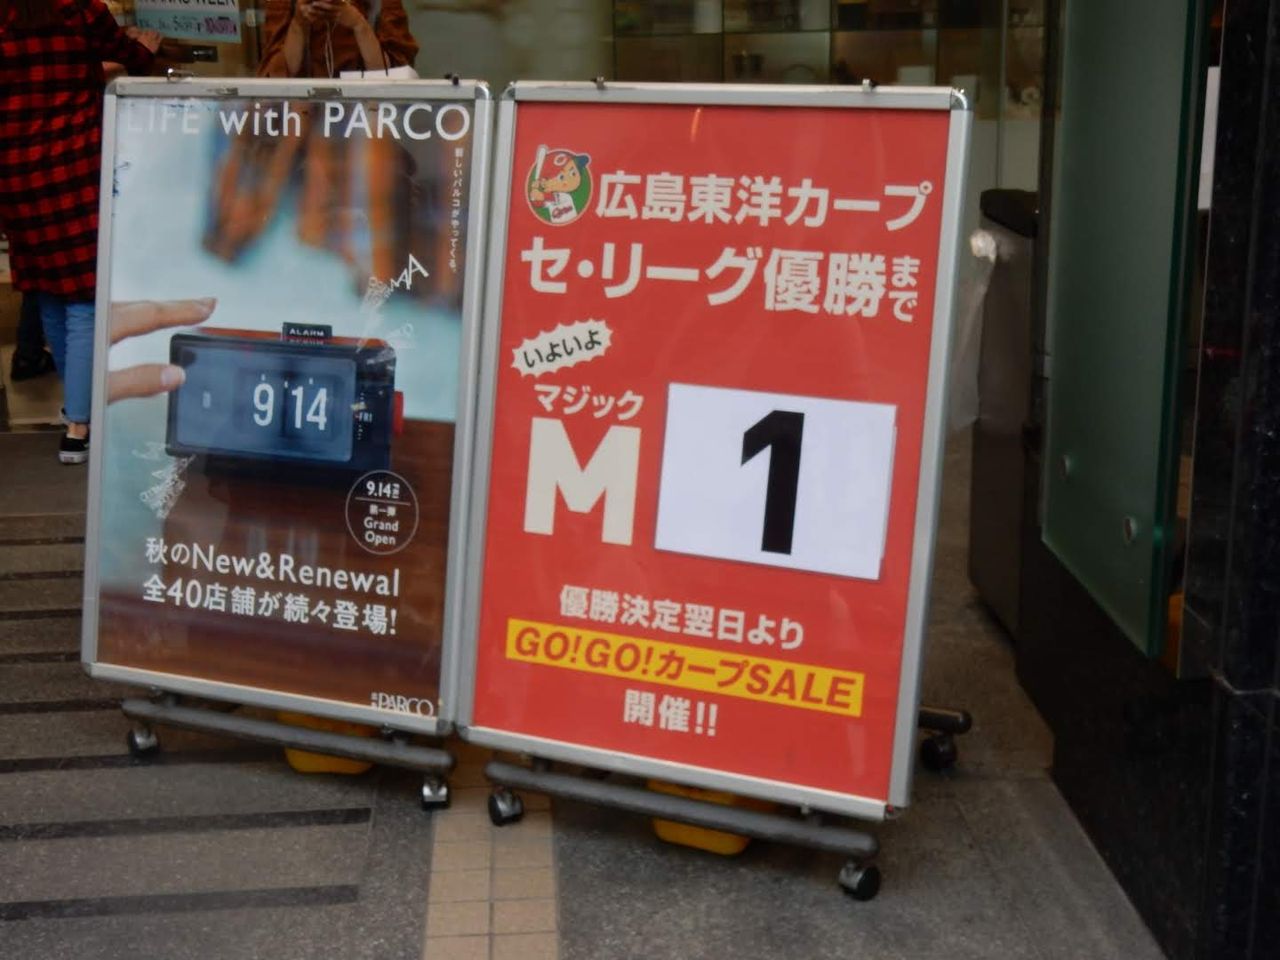 LIFE with PARCO
新しいパルコがやってくる。
ALARM
9 14
FRI
9.14 FRI
第一弾
Grand
Open
秋のNew&Renewal
全40店舗が続々登場!
PARCO
広島東洋カープ
セ・リーグ優勝まで
いよいよ
マジック
M 1
優勝決定翌日より
GO!GO!カープSALE
開催!!